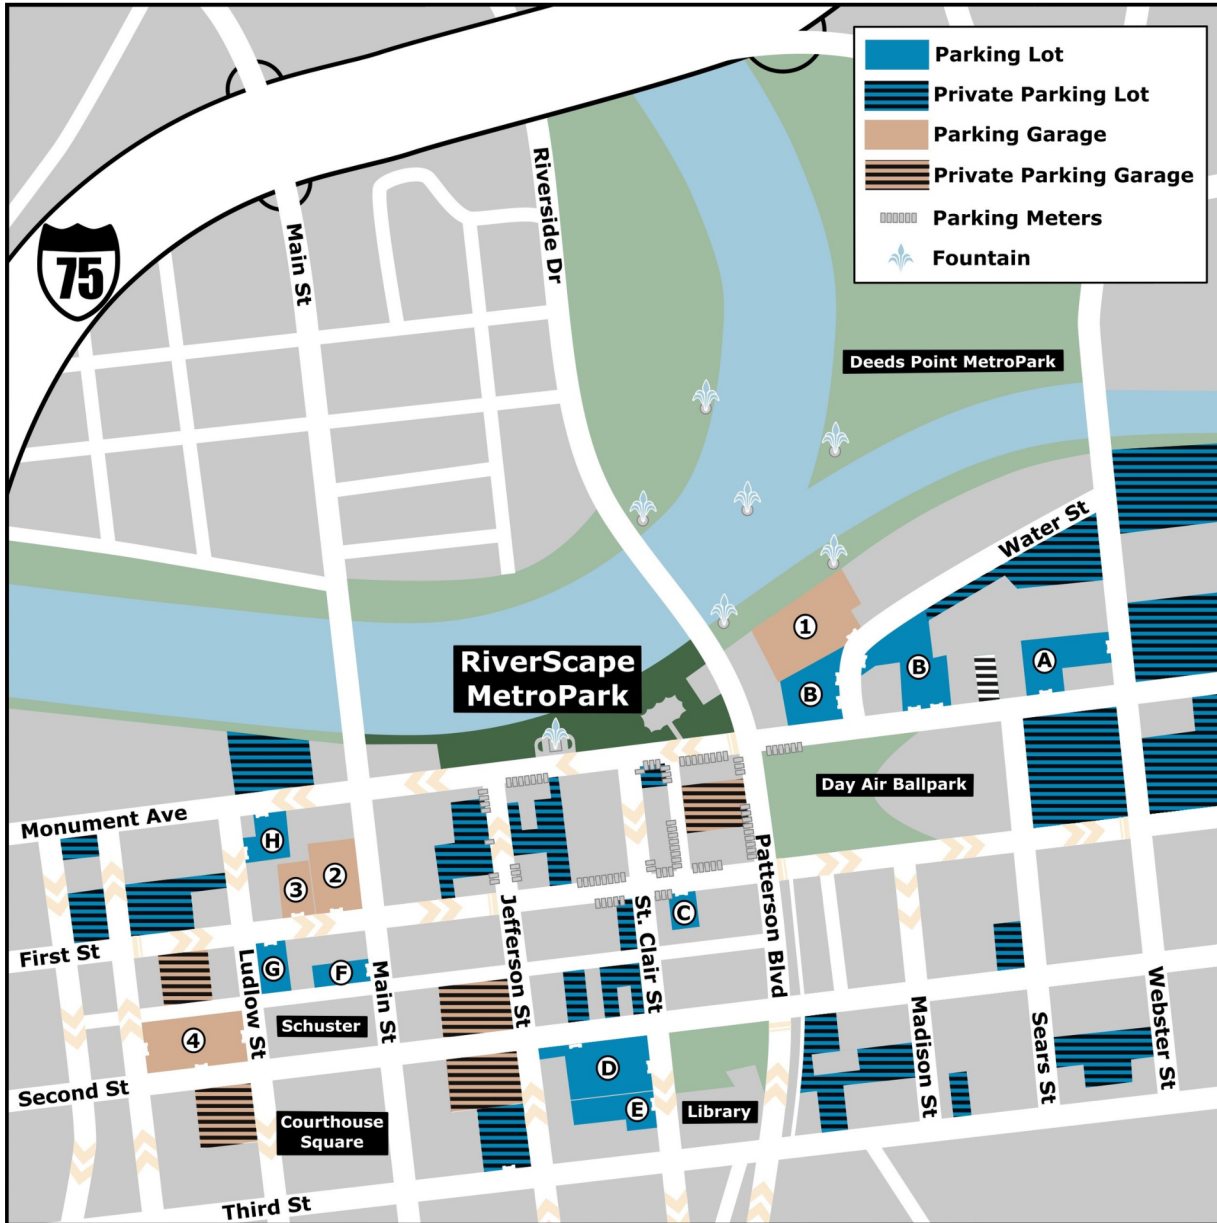 Parking Lot
Private Parking Lot
Parking Garage
Private Parking Garage
Parking Meters
Fountain
75
Main St
Riverside Dr
Deeds Point MetroPark
Water St
RiverScape
MetroPark
1
B
B
A
Day Air Ballpark
Monument Ave
H
3
2
First St
Ludlow St
G
F
Main St
Jefferson St
St. Clair St
C
Patterson Blvd
Madison St
Sears St
Webster St
4
Schuster
Second St
D
E
Library
Courthouse
Square
Third St